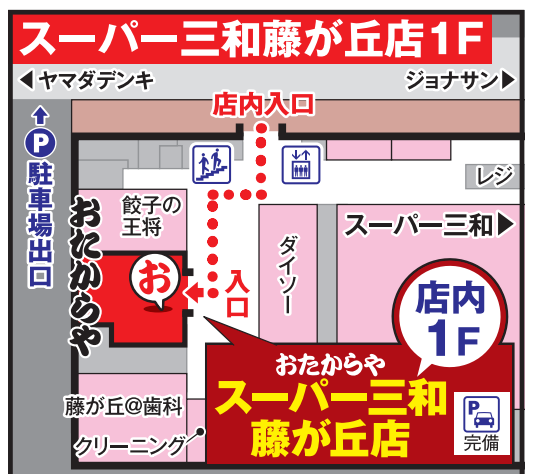 スーパー三和藤が丘店1F
◀ヤマダデンキ
ジョナサン▶
店内入口
P
駐車場出口
レジ
餃子の
王将
おたからや
スーパー三和▶
ダイソー
お
入口
店内
1F
おたからや
スーパー三和
藤が丘店
藤が丘@歯科
クリーニング
P
完備